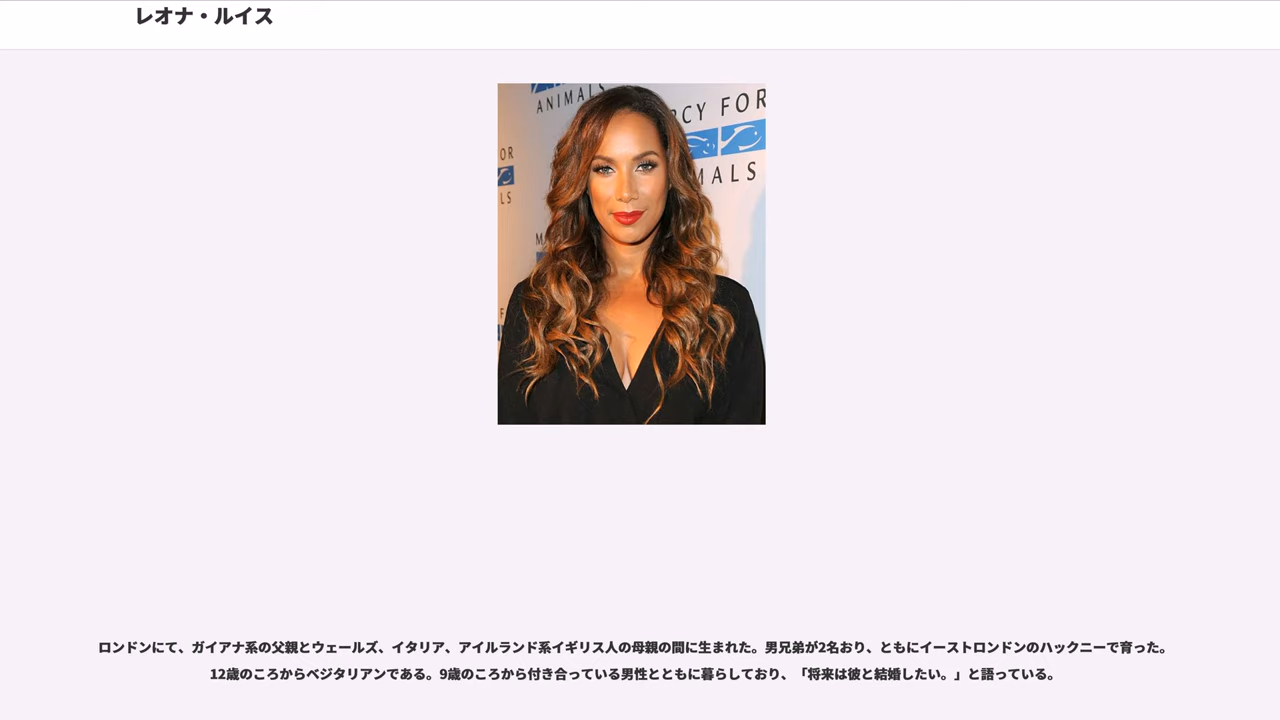 レオナ・ルイス
ANIMALS
RCY FOR
OR
MALS
LS
ロンドンにて、ガイアナ系の父親とウェールズ、イタリア、アイルランド系イギリス人の母親の間に生まれた。男兄弟が2名おり、ともにイーストロンドンのハックニーで育った。
12歳のころからベジタリアンである。9歳のころから付き合っている男性とともに暮らしており、「将来は彼と結婚したい。」と語っている。